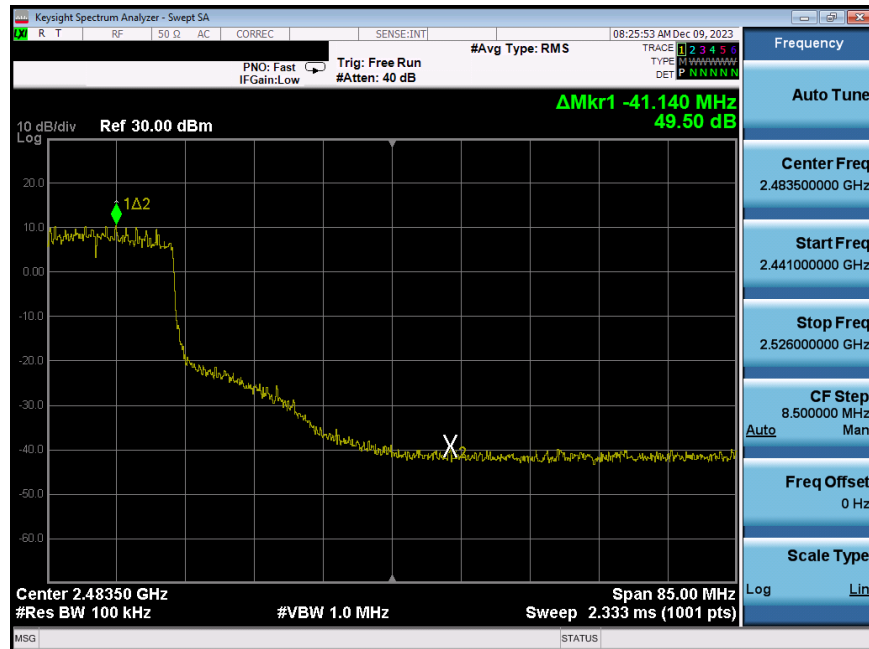 Keysight Spectrum Analyzer - Swept SA
LXI R T RF 50 Ω AC CORREC SENSE:INT 08:25:53 AM Dec 09, 2023
#Avg Type: RMS TRACE 1 2 3 4 5 6
PNO: Fast Trig: Free Run TYPE M WWWWW
IFGain:Low #Atten: 40 dB DET P N N N N N
ΔMkr1 -41.140 MHz
49.50 dB
10 dB/div Ref 30.00 dBm
Log
20.0
1Δ2
10.0
0.00
-10.0
-20.0
-30.0
-40.0
X2
-50.0
-60.0
Center 2.48350 GHz Span 85.00 MHz
#Res BW 100 kHz #VBW 1.0 MHz Sweep 2.333 ms (1001 pts)
MSG STATUS
Frequency
Auto Tune
Center Freq
2.483500000 GHz
Start Freq
2.441000000 GHz
Stop Freq
2.526000000 GHz
CF Step
8.500000 MHz
Auto Man
Freq Offset
0 Hz
Scale Type
Log Lin